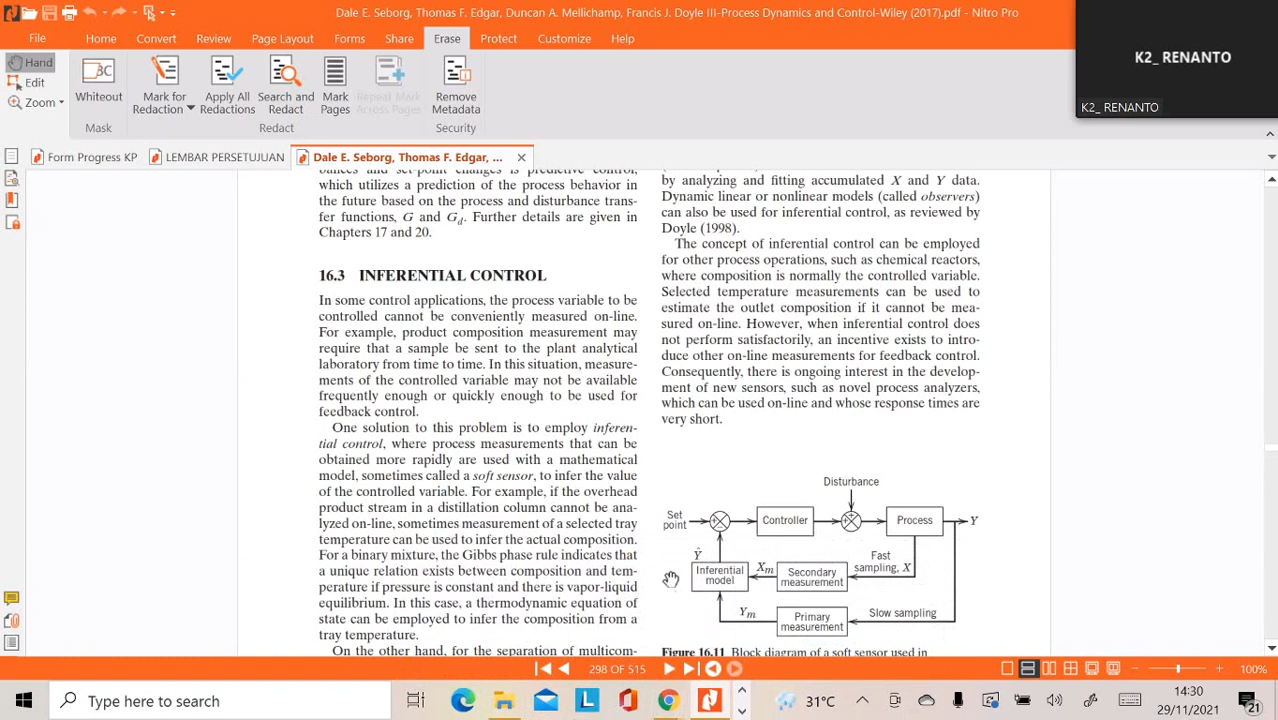 Dale E. Seborg, Thomas F. Edgar, Duncan A. Mellichamp, Francis J. Doyle III-Process Dynamics and Control-Wiley (2017).pdf - Nitro Pro
File
Home
Convert
Review
Page Layout
Forms
Share
Erase
Protect
Customize
Help
K2_ RENANTO
K2_ RENANTO
Hand
Edit
Zoom
Whiteout
Mark for
Redaction
Apply All
Redactions
Search and
Redact
Mark
Pages
Repeat Mark
Across Pages
Remove
Metadata
Mask
Redact
Security
Form Progress KP
LEMBAR PERSETUJUAN
Dale E. Seborg, Thomas F. Edgar, ...
bances and set-point changes is predictive control,
which utilizes a prediction of the process behavior in
the future based on the process and disturbance trans-
fer functions, G and Gd. Further details are given in
Chapters 17 and 20.
16.3 INFERENTIAL CONTROL
In some control applications, the process variable to be
controlled cannot be conveniently measured on-line.
For example, product composition measurement may
require that a sample be sent to the plant analytical
laboratory from time to time. In this situation, measure-
ments of the controlled variable may not be available
frequently enough or quickly enough to be used for
feedback control.
One solution to this problem is to employ inferen-
tial control, where process measurements that can be
obtained more rapidly are used with a mathematical
model, sometimes called a soft sensor, to infer the value
of the controlled variable. For example, if the overhead
product stream in a distillation column cannot be ana-
lyzed on-line, sometimes measurement of a selected tray
temperature can be used to infer the actual composition.
For a binary mixture, the Gibbs phase rule indicates that
a unique relation exists between composition and tem-
perature if pressure is constant and there is vapor-liquid
equilibrium. In this case, a thermodynamic equation of
state can be employed to infer the composition from a
tray temperature.
On the other hand, for the separation of multicom-
by analyzing and fitting accumulated X and Y data.
Dynamic linear or nonlinear models (called observers)
can also be used for inferential control, as reviewed by
Doyle (1998).
The concept of inferential control can be employed
for other process operations, such as chemical reactors,
where composition is normally the controlled variable.
Selected temperature measurements can be used to
estimate the outlet composition if it cannot be mea-
sured on-line. However, when inferential control does
not perform satisfactorily, an incentive exists to intro-
duce other on-line measurements for feedback control.
Consequently, there is ongoing interest in the develop-
ment of new sensors, such as novel process analyzers,
which can be used on-line and whose response times are
very short.
Disturbance
Set
point
Controller
Process
Y
Ŷ
Inferential
model
Xm
Secondary
measurement
Fast
sampling, X
Ym
Primary
measurement
Slow sampling
Figure 16.11 Block diagram of a soft sensor used in
298 OF 515
100%
Type here to search
31°C
14:30
29/11/2021
21